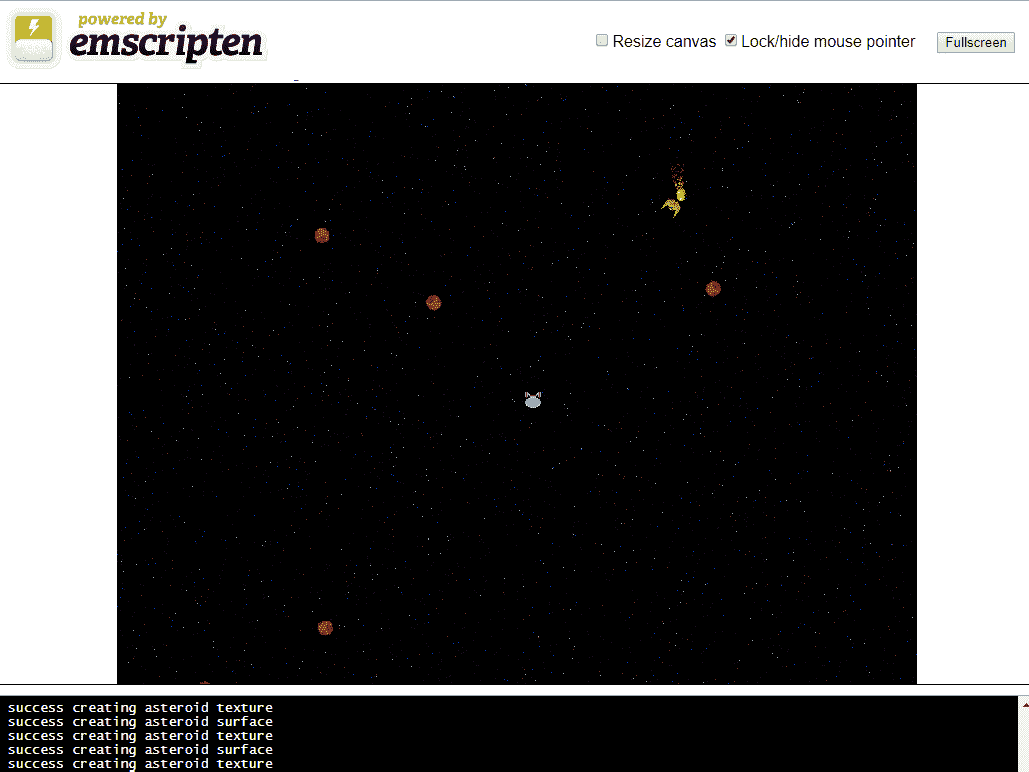 powered by
emscripten
Resize canvas Lock/hide mouse pointer Fullscreen
success creating asteroid texture
success creating asteroid surface
success creating asteroid texture
success creating asteroid surface
success creating asteroid texture